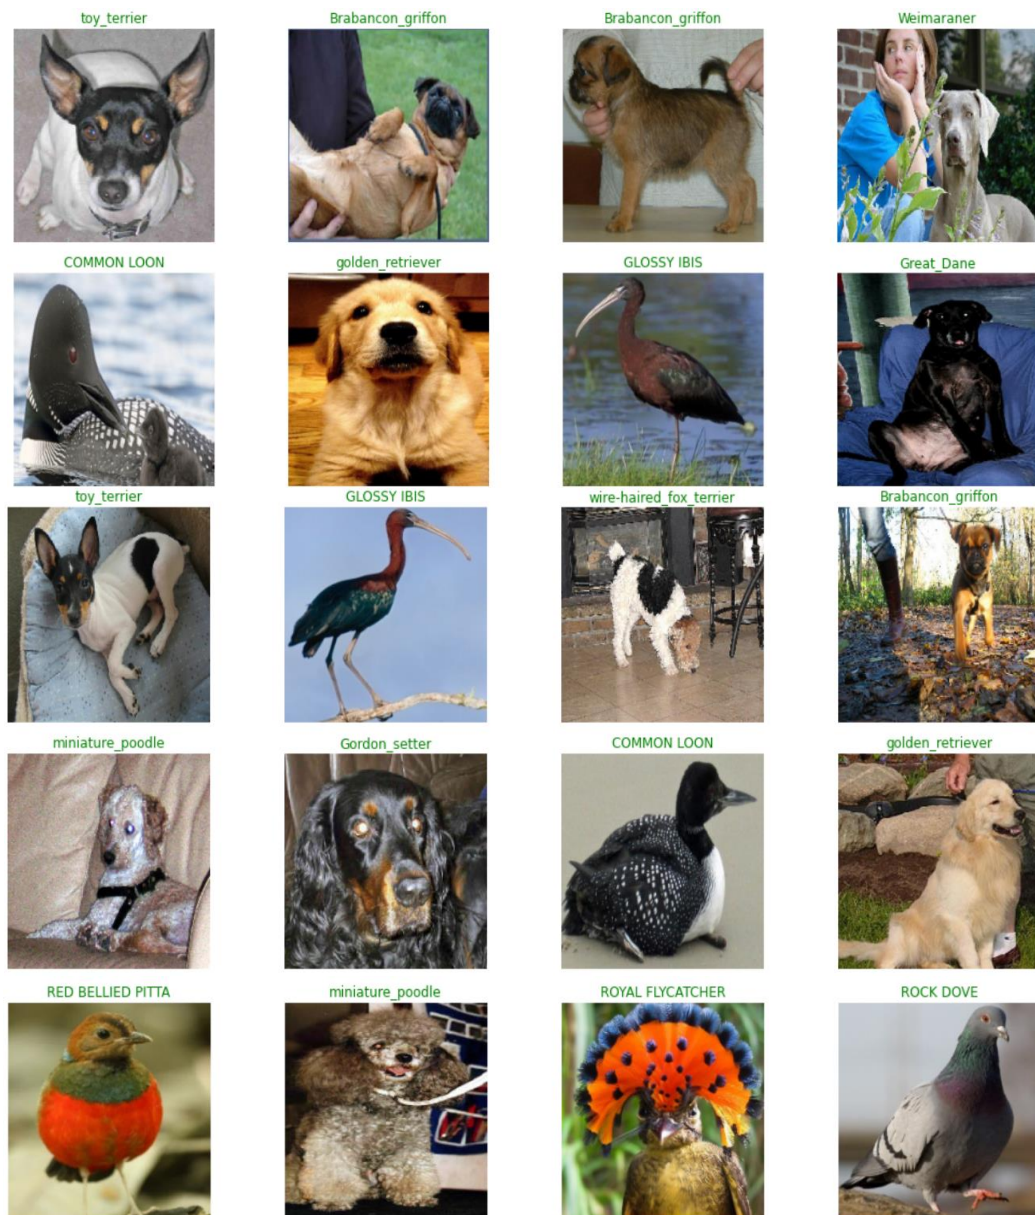 toy_terrier
Brabancon_griffon
Brabancon_griffon
Weimaraner
COMMON LOON
golden_retriever
GLOSSY IBIS
Great_Dane
toy_terrier
GLOSSY IBIS
wire-haired_fox_terrier
Brabancon_griffon
miniature_poodle
Gordon_setter
COMMON LOON
golden_retriever
RED BELLIED PITTA
miniature_poodle
ROYAL FLYCATCHER
ROCK DOVE